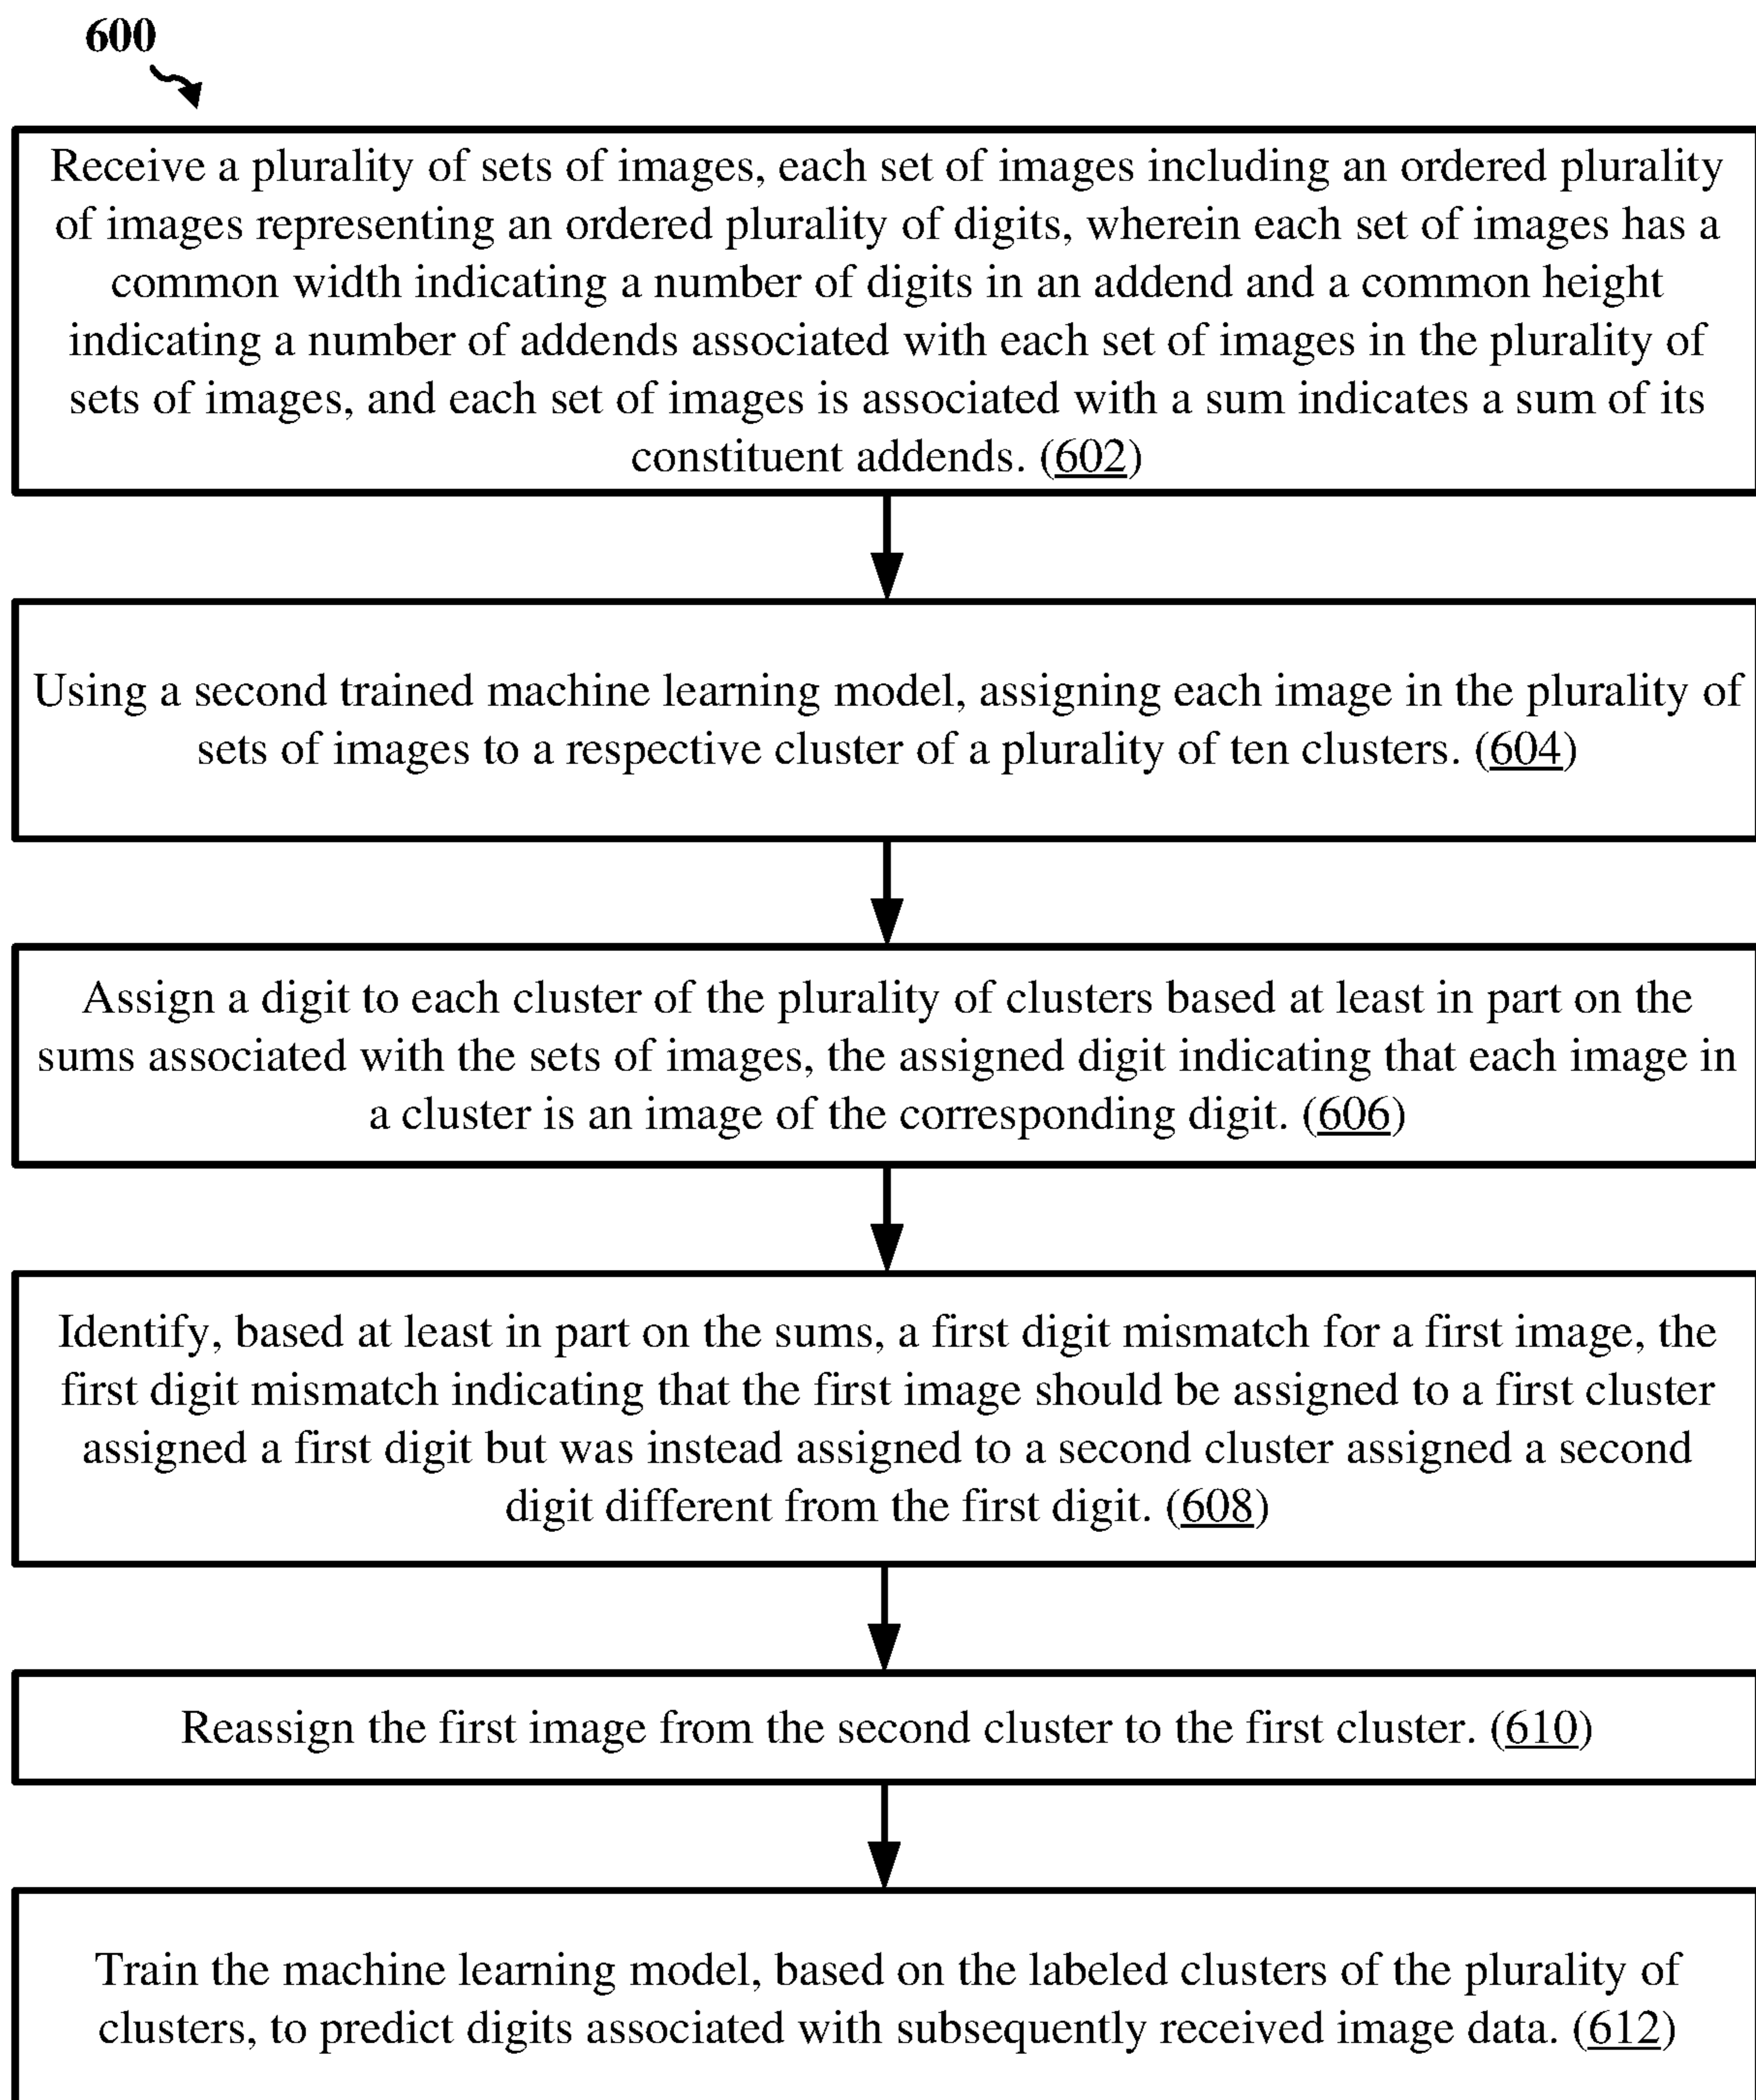 600
Receive a plurality of sets of images, each set of images including an ordered plurality
of images representing an ordered plurality of digits, wherein each set of images has a
common width indicating a number of digits in an addend and a common height
indicating a number of addends associated with each set of images in the plurality of
sets of images, and each set of images is associated with a sum indicates a sum of its
constituent addends. (602)
Using a second trained machine learning model, assigning each image in the plurality of
sets of images to a respective cluster of a plurality of ten clusters. (604)
Assign a digit to each cluster of the plurality of clusters based at least in part on the
sums associated with the sets of images, the assigned digit indicating that each image in
a cluster is an image of the corresponding digit. (606)
Identify, based at least in part on the sums, a first digit mismatch for a first image, the
first digit mismatch indicating that the first image should be assigned to a first cluster
assigned a first digit but was instead assigned to a second cluster assigned a second
digit different from the first digit. (608)
Reassign the first image from the second cluster to the first cluster. (610)
Train the machine learning model, based on the labeled clusters of the plurality of
clusters, to predict digits associated with subsequently received image data. (612)